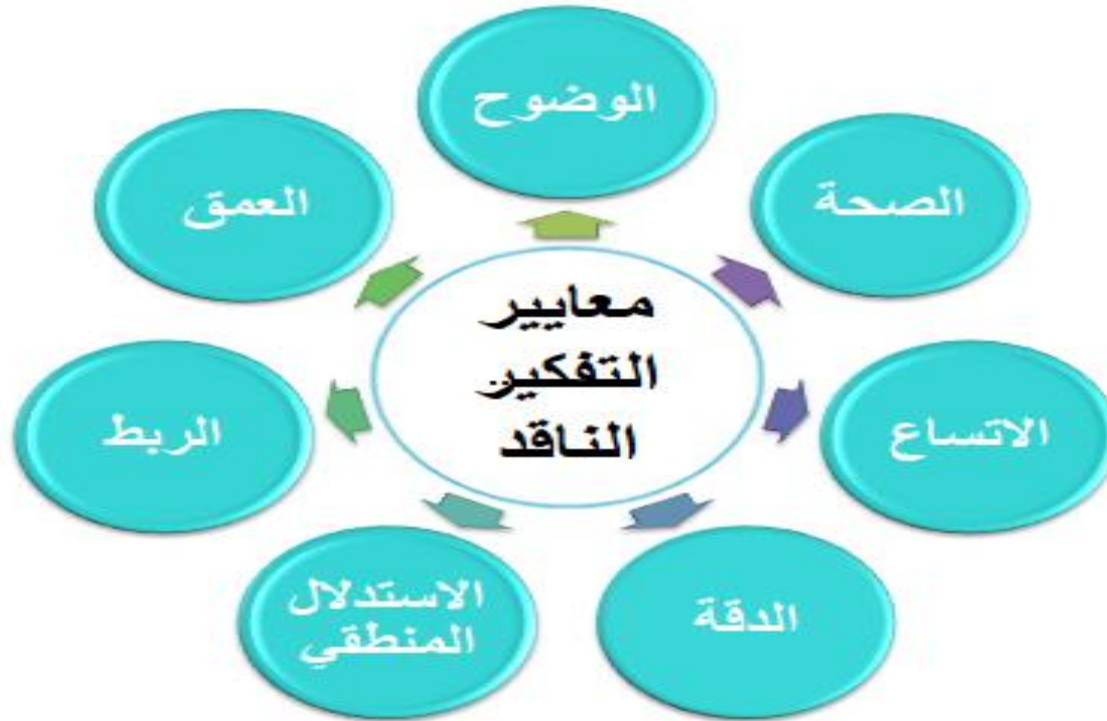 معايير
التفكير
الناقد
الوضوح
الصحة
الاتساع
الدقة
الاستدلال
المنطقي
الربط
العمق